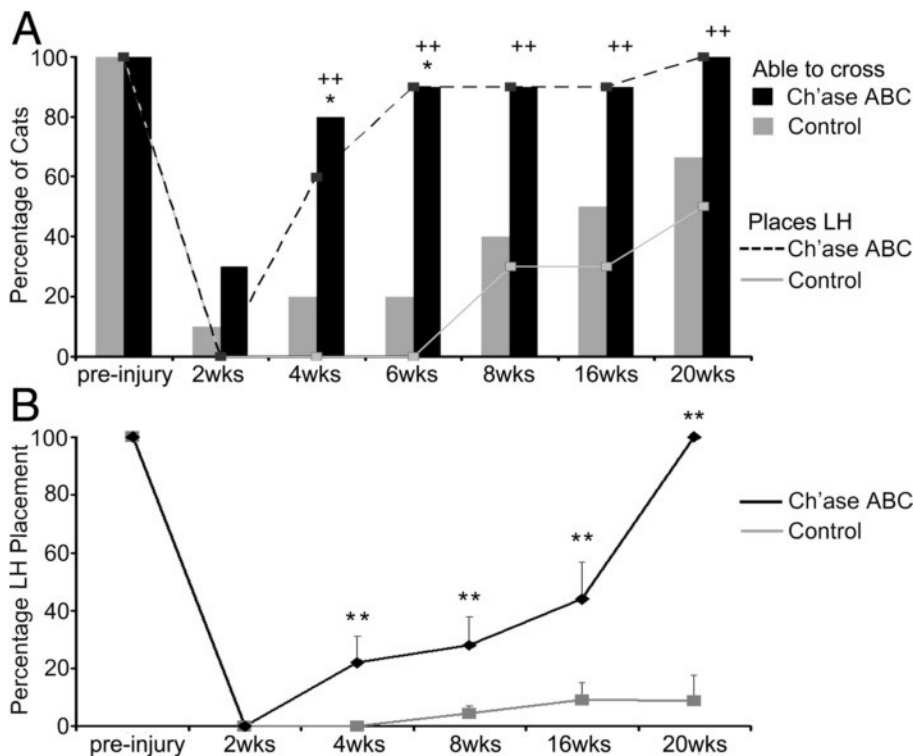 A
100
80
60
40
20
0
Percentage of Cats
++
*
++
*
++
++
++
pre-injury 2wks 4wks 6wks 8wks 16wks 20wks
Able to cross
Ch'ase ABC
Control
Places LH
Ch'ase ABC
Control
B
100
80
60
40
20
0
Percentage LH Placement
**
**
**
**
pre-injury 2wks 4wks 8wks 16wks 20wks
Ch'ase ABC
Control